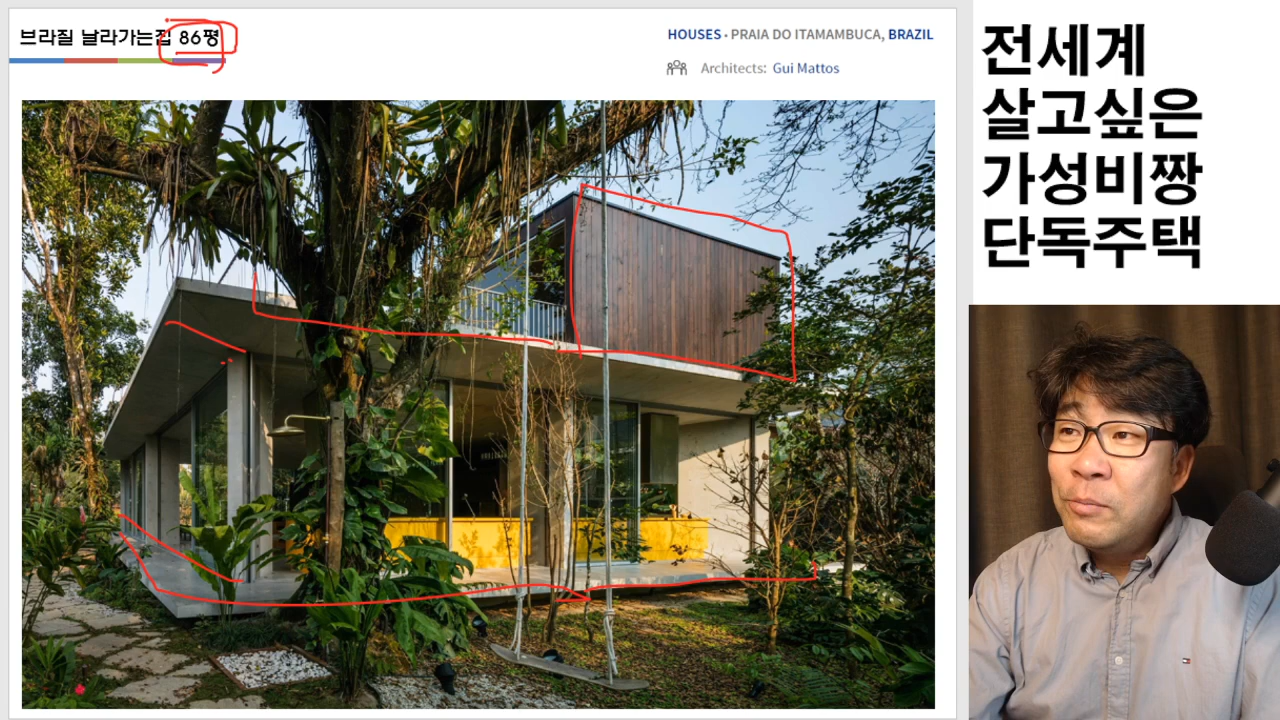 브라질 날라가는집 86평
HOUSES · PRAIA DO ITAMAMBUCA, BRAZIL
Architects: Gui Mattos
전세계
살고싶은
가성비짱
단독주택